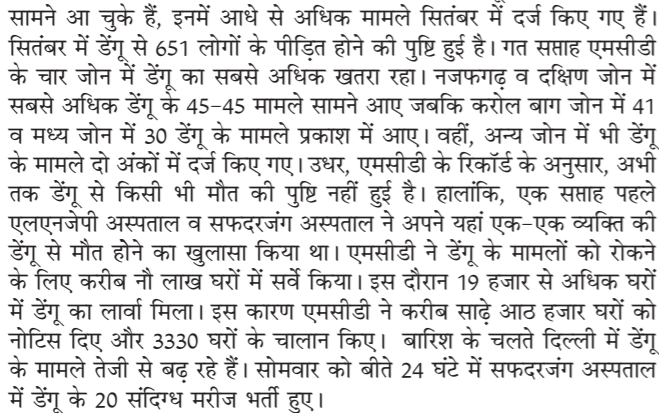 सामने आ चुके हैं, इनमें आधे से अधिक मामले सितंबर में दर्ज किए गए हैं।
सितंबर में डेंगू से 651 लोगों के पीड़ित होने की पुष्टि हुई है। गत सप्ताह एमसीडी
के चार जोन में डेंगू का सबसे अधिक खतरा रहा। नजफगढ़ व दक्षिण जोन में
सबसे अधिक डेंगू के 45-45 मामले सामने आए जबकि करोल बाग जोन में 41
व मध्य जोन में 30 डेंगू के मामले प्रकाश में आए। वहीं, अन्य जोन में भी डेंगू
के मामले दो अंकों में दर्ज किए गए। उधर, एमसीडी के रिकॉर्ड के अनुसार, अभी
तक डेंगू से किसी भी मौत की पुष्टि नहीं हुई है। हालांकि, एक सप्ताह पहले
एलएनजेपी अस्पताल व सफदरजंग अस्पताल ने अपने यहां एक-एक व्यक्ति की
डेंगू से मौत होने का खुलासा किया था। एमसीडी ने डेंगू के मामलों को रोकने
के लिए करीब नौ लाख घरों में सर्वे किया। इस दौरान 19 हजार से अधिक घरों
में डेंगू का लार्वा मिला। इस कारण एमसीडी ने करीब साढ़े आठ हजार घरों को
नोटिस दिए और 3330 घरों के चालान किए। बारिश के चलते दिल्ली में डेंगू
के मामले तेजी से बढ़ रहे हैं। सोमवार को बीते 24 घंटे में सफदरजंग अस्पताल
में डेंगू के 20 संदिग्ध मरीज भर्ती हुए।